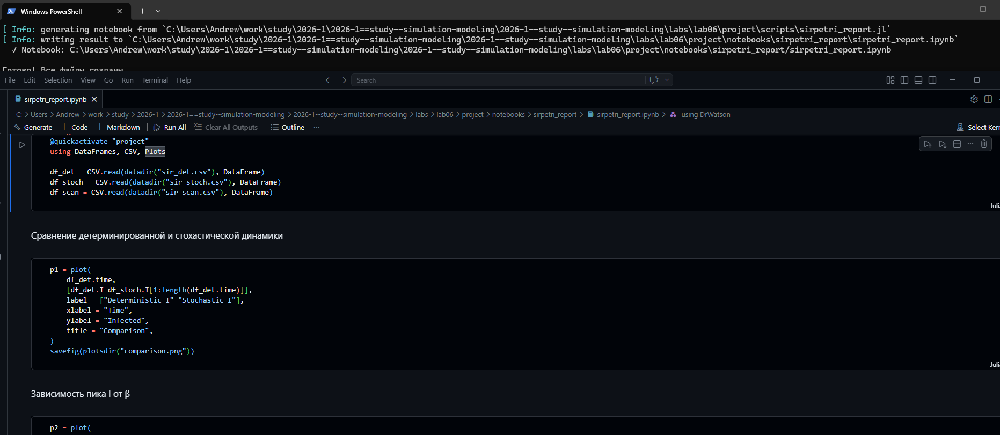 Windows PowerShell
[ Info: generating notebook from `C:\Users\Andrew\work\study\2026-1\2026-1==study--simulation-modeling\2026-1--study--simulation-modeling\labs\lab06\project\scripts\sirpetri_report.jl`
[ Info: writing result to `C:\Users\Andrew\work\study\2026-1\2026-1==study--simulation-modeling\2026-1--study--simulation-modeling\labs\lab06\project\notebooks\sirpetri_report\sirpetri_report.ipynb`
✓ Notebook: C:\Users\Andrew\work\study\2026-1\2026-1==study--simulation-modeling\2026-1--study--simulation-modeling\labs\lab06\project\notebooks\sirpetri_report/sirpetri_report.ipynb
Готово! Все файлы созданы
File Edit Selection View Go Run Terminal Help Search
sirpetri_report.ipynb
C: > Users > Andrew > work > study > 2026-1 > 2026-1==study--simulation-modeling > 2026-1--study--simulation-modeling > labs > lab06 > project > notebooks > sirpetri_report > sirpetri_report.ipynb > using DrWatson
Generate + Code + Markdown | Run All Clear All Outputs | Outline ... Select Kern
@quickactivate "project"
using DataFrames, CSV, Plots
df_det = CSV.read(datadir("sir_det.csv"), DataFrame)
df_stoch = CSV.read(datadir("sir_stoch.csv"), DataFrame)
df_scan = CSV.read(datadir("sir_scan.csv"), DataFrame)
Juli
Сравнение детерминированной и стохастической динамики
p1 = plot(
df_det.time,
[df_det.I df_stoch.I[1:length(df_det.time)]],
label = ["Deterministic I" "Stochastic I"],
xlabel = "Time",
ylabel = "Infected",
title = "Comparison",
)
savefig(plotsdir("comparison.png"))
Juli
Зависимость пика I от β
p2 = plot(